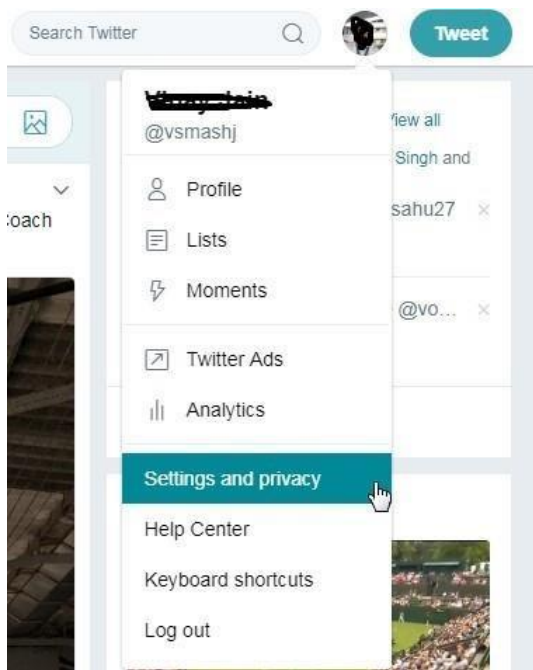 Search Twitter
Tweet
@vsmashj
View all
Singh and
Profile
sahu27
Coach
Lists
Moments
@vo...
Twitter Ads
Analytics
Settings and privacy
Help Center
Keyboard shortcuts
Log out